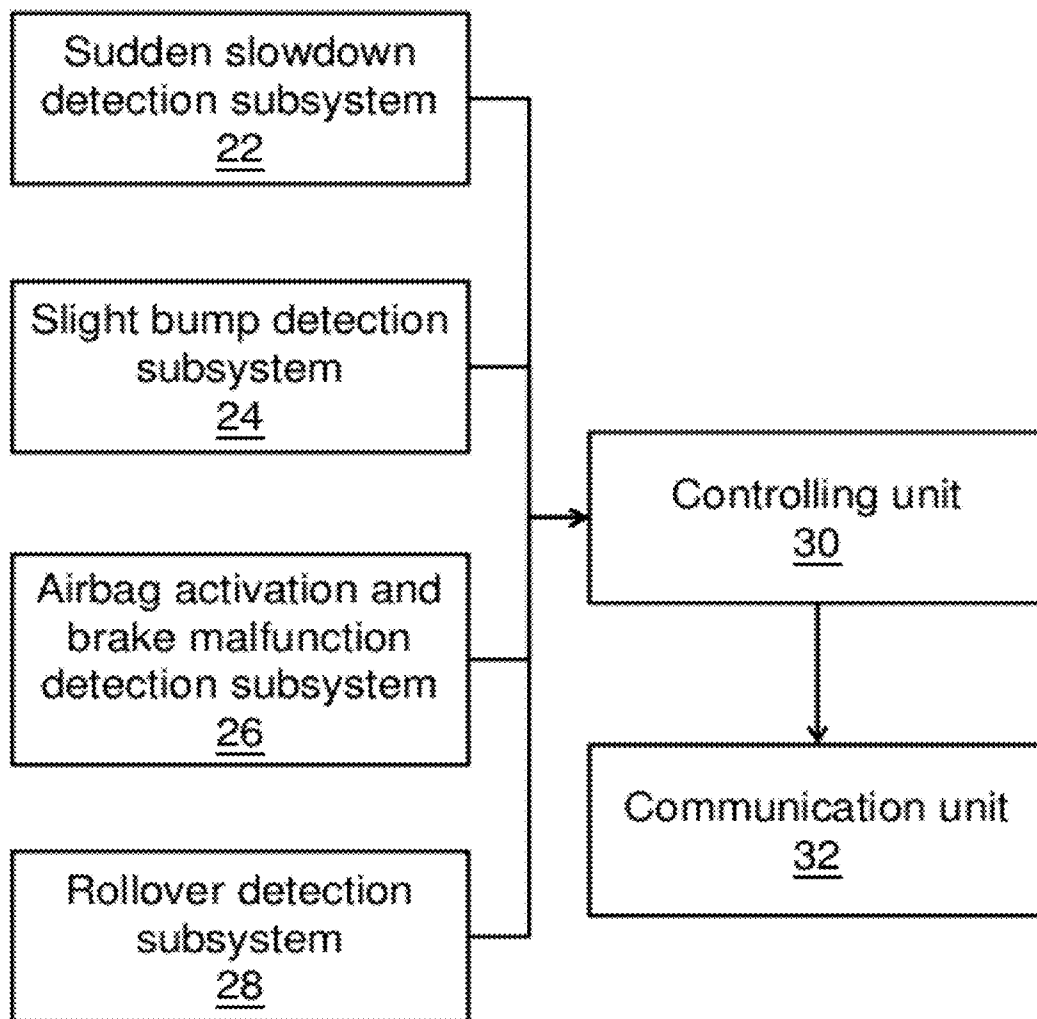 Sudden slowdown
detection subsystem
22
Slight bump detection
subsystem
24
Airbag activation and
brake malfunction
detection subsystem
26
Rollover detection
subsystem
28
Controlling unit
30
Communication unit
32